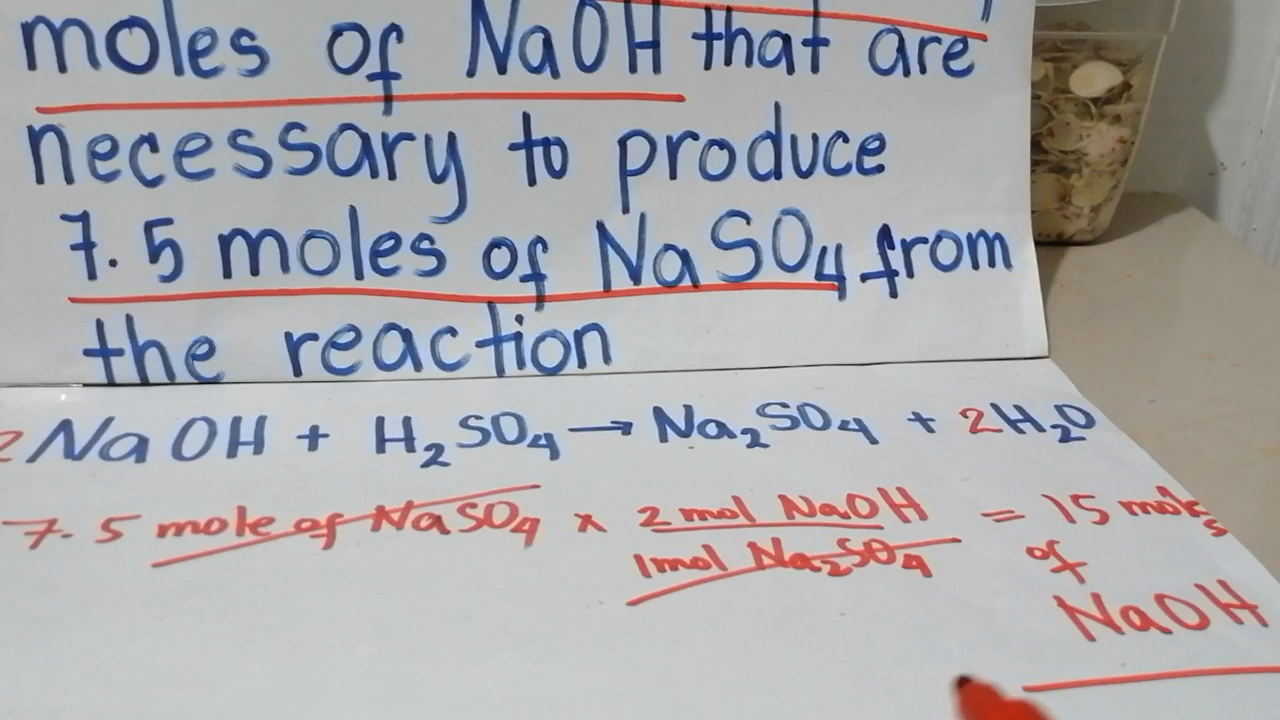 moles of NaOH that are
necessary to produce
7.5 moles of NaSO4 from
the reaction
2NaOH + H2SO4 → Na2SO4 + 2H2O
7.5 mole of NaSO4 x 2 mol NaOH = 15 moles
1mol Na2SO4 of
NaOH